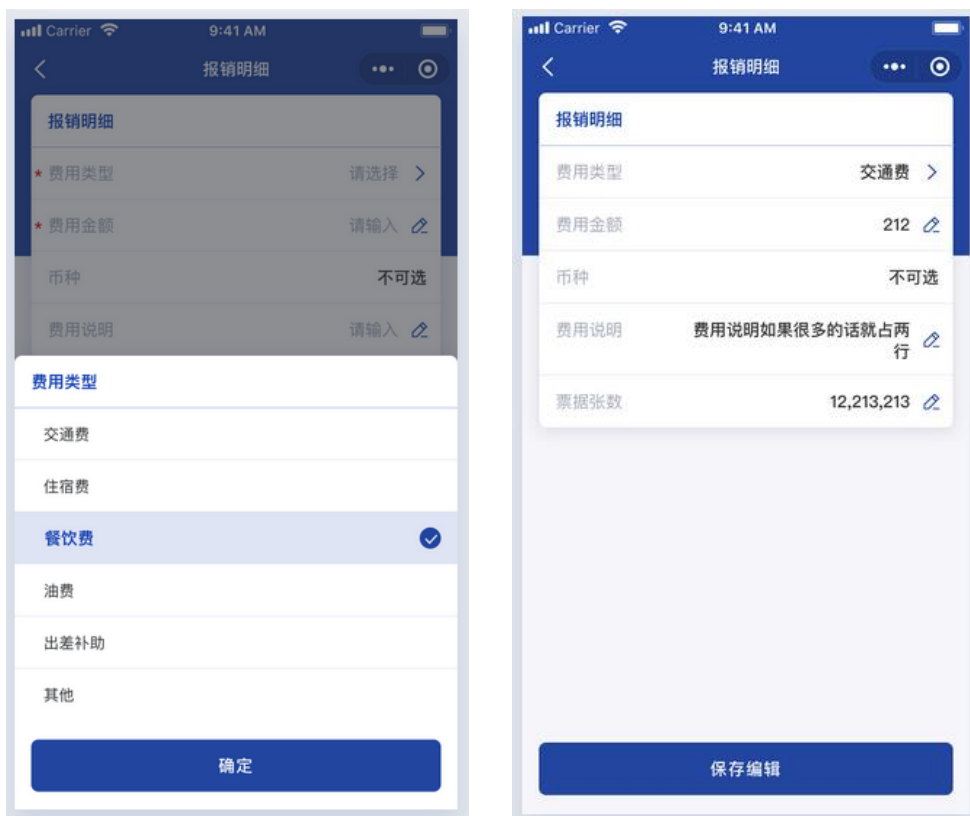 Carrier 9:41 AM
报销明细
报销明细
* 费用类型 请选择
* 费用金额 请输入
币种 不可选
费用说明 请输入
费用类型
交通费
住宿费
餐饮费
油费
出差补助
其他
确定
Carrier 9:41 AM
报销明细
报销明细
费用类型 交通费
费用金额 212
币种 不可选
费用说明 费用说明如果很多的话就占两
行
票据张数 12,213,213
保存编辑